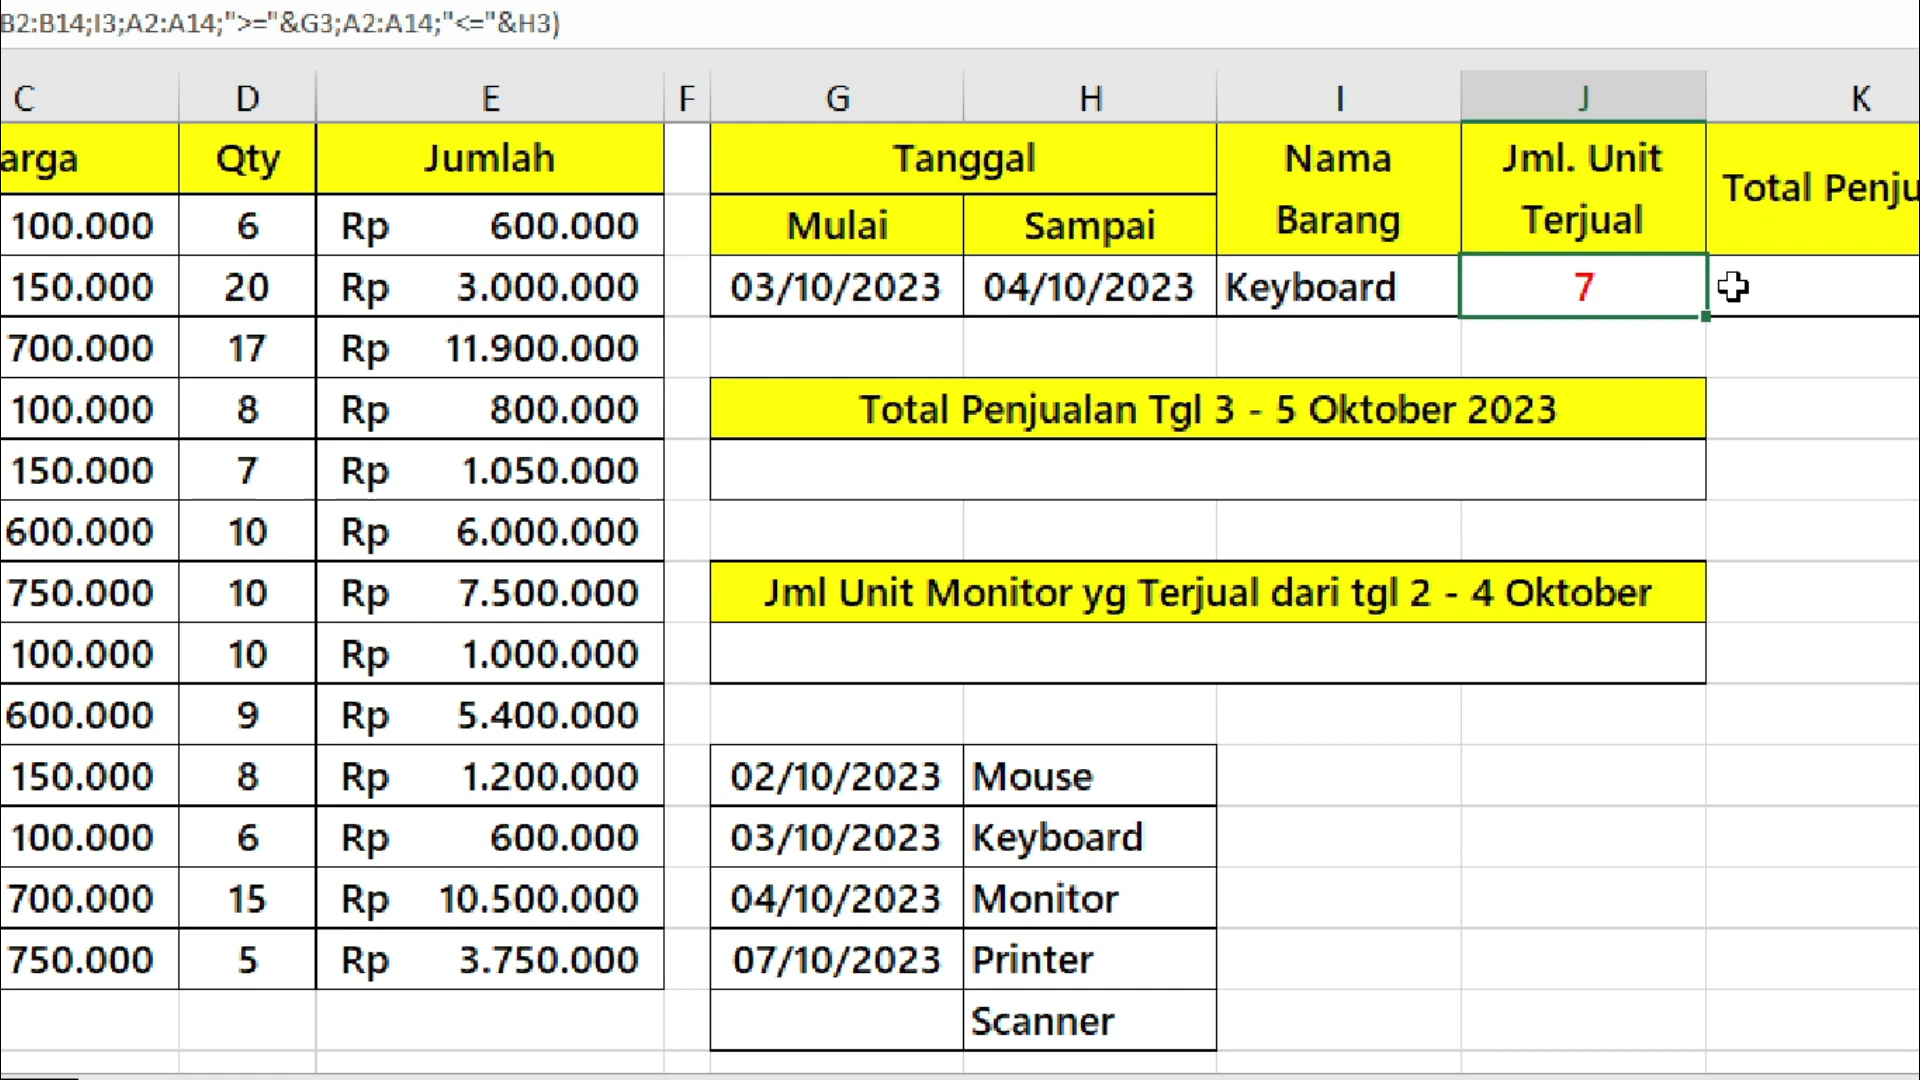 B2:B14;I3;A2:A14;">="&G3;A2:A14;"<="&H3)
C D E F G H I J K
arga Qty Jumlah Tanggal Nama Barang Jml. Unit Terjual Total Penju
100.000 6 Rp 600.000 Mulai Sampai
150.000 20 Rp 3.000.000 03/10/2023 04/10/2023 Keyboard 7
700.000 17 Rp 11.900.000
100.000 8 Rp 800.000 Total Penjualan Tgl 3 - 5 Oktober 2023
150.000 7 Rp 1.050.000
600.000 10 Rp 6.000.000
750.000 10 Rp 7.500.000 Jml Unit Monitor yg Terjual dari tgl 2 - 4 Oktober
100.000 10 Rp 1.000.000
600.000 9 Rp 5.400.000
150.000 8 Rp 1.200.000 02/10/2023 Mouse
100.000 6 Rp 600.000 03/10/2023 Keyboard
700.000 15 Rp 10.500.000 04/10/2023 Monitor
750.000 5 Rp 3.750.000 07/10/2023 Printer
Scanner